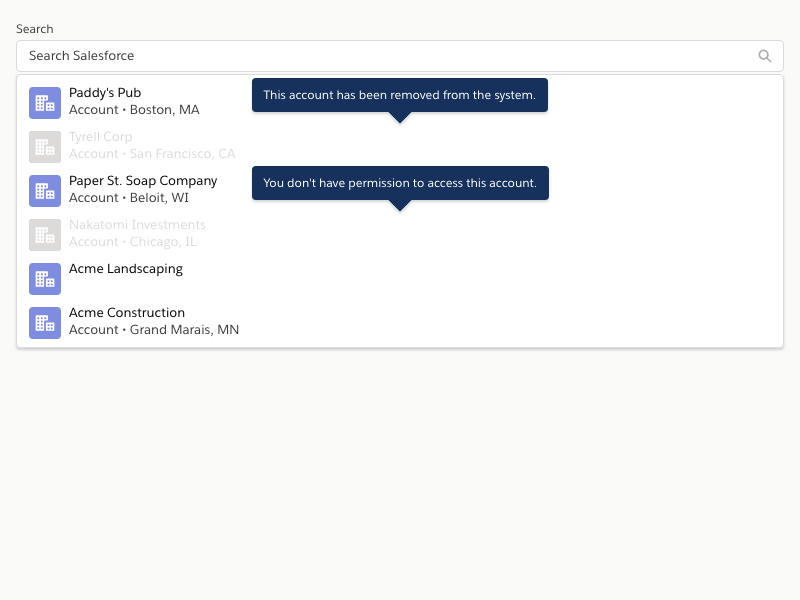 Search
Search Salesforce
Paddy's Pub
Account • Boston, MA
This account has been removed from the system.
Tyrell Corp
Account • San Francisco, CA
Paper St. Soap Company
Account • Beloit, WI
You don't have permission to access this account.
Nakatomi Investments
Account • Chicago, IL
Acme Landscaping
Acme Construction
Account • Grand Marais, MN